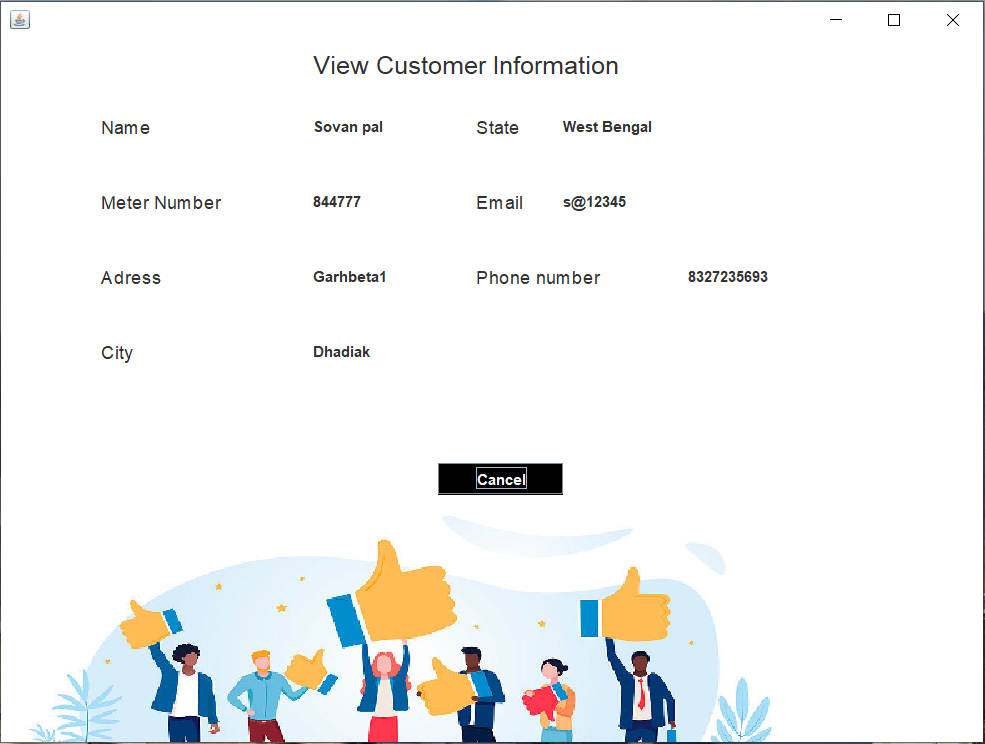 View Customer Information
Name Sovan pal State West Bengal
Meter Number 844777 Email s@12345
Adress Garhbeta1 Phone number 8327235693
City Dhadiak
Cancel